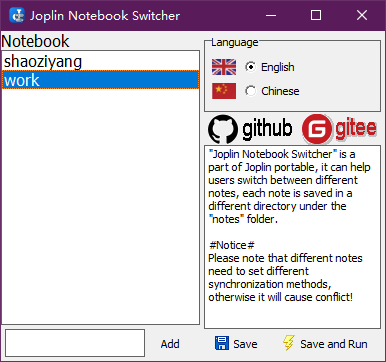 Joplin Notebook Switcher
Notebook
shaoziyang
work
Language
English
Chinese
github
gitee
"Joplin Notebook Switcher" is a
part of Joplin portable, it can help
users switch between different
notes, each note is saved in a
different directory under the
"notes" folder.
#Notice#
Please note that different notes
need to set different
synchronization methods,
otherwise it will cause conflict!
Add
Save
Save and Run